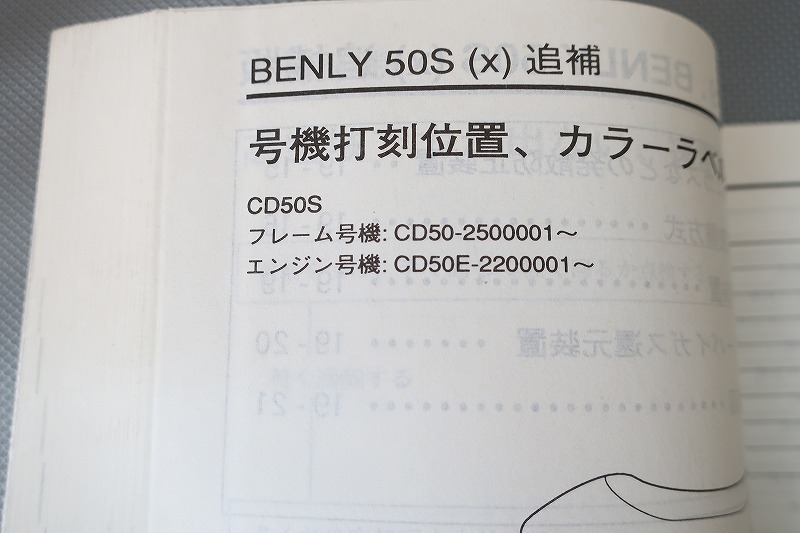 BENLY 50S (x) 追補
号機打刻位置、カラーラベ
CD50S
フレーム号機: CD50-2500001〜
エンジン号機: CD50E-2200001〜